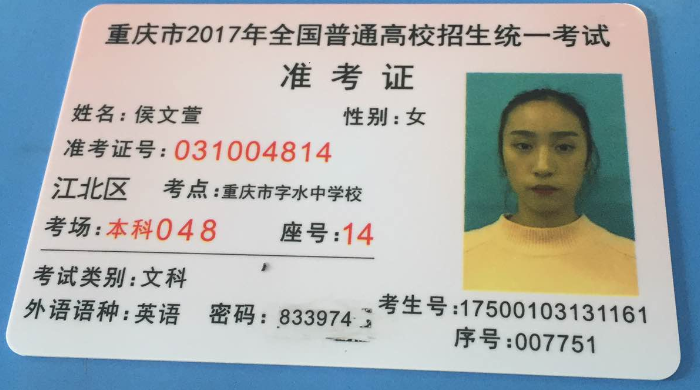 重庆市2017年全国普通高校招生统一考试
准考证
姓名:侯文萱 性别:女
准考证号:031004814
江北区 考点:重庆市字水中学校
考场:本科048 座号:14
考试类别:文科
外语语种:英语 密码:833974
考生号:17500103131161
序号:007751